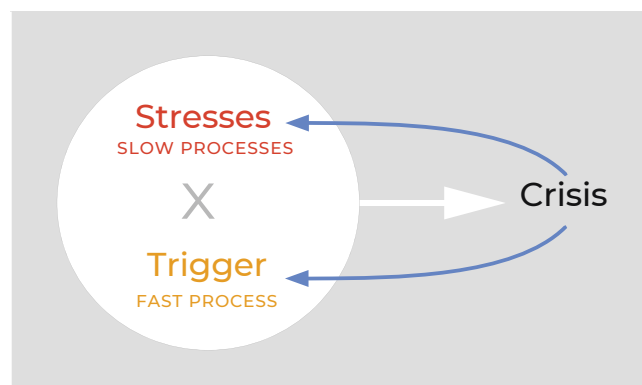 Stresses
SLOW PROCESSES
X
Crisis
Trigger
FAST PROCESS